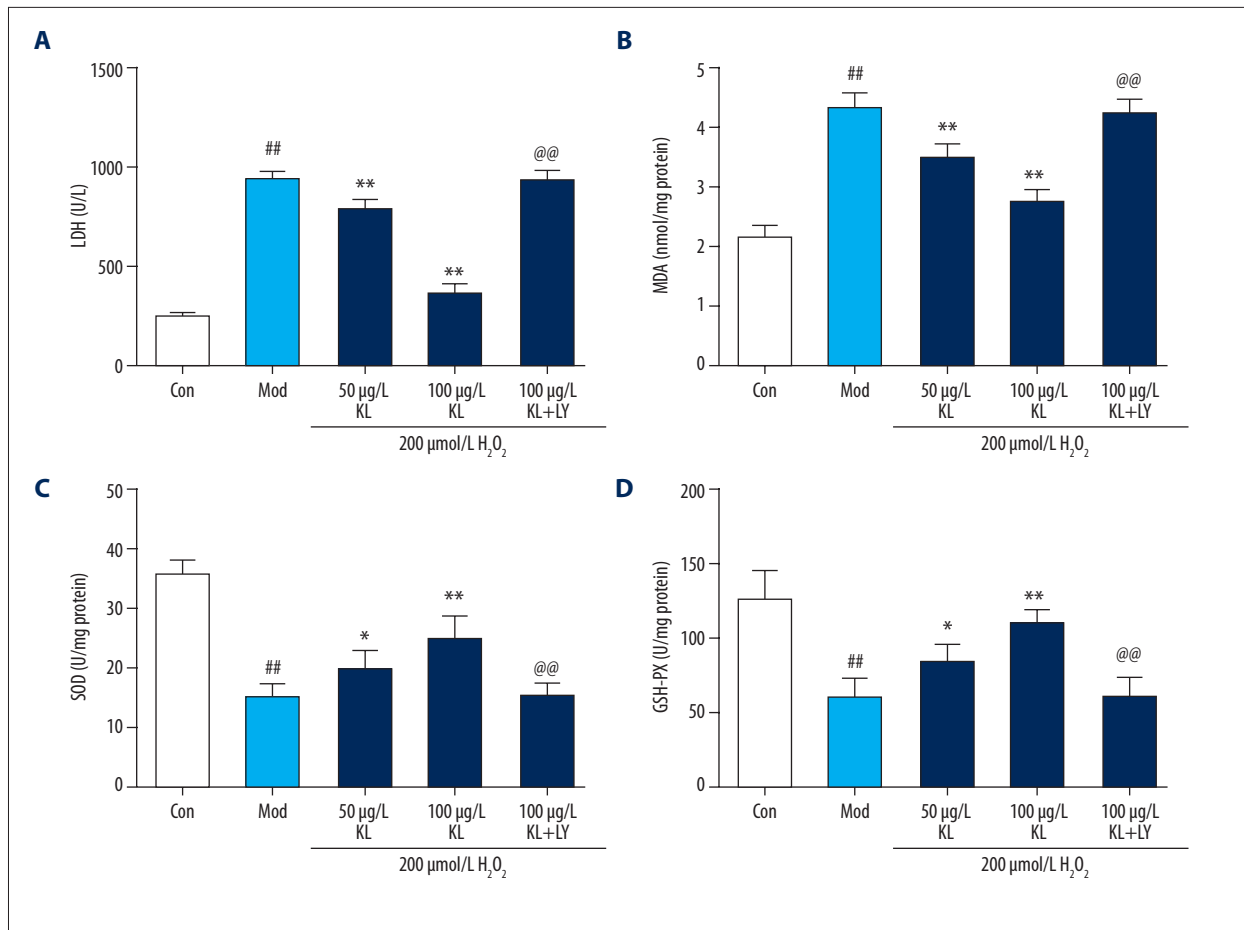 A
LDH (U/L)
1500
1000
500
0
##
**
**
@@
Con
Mod
50 µg/L
KL
100 µg/L
KL
100 µg/L
KL+LY
200 µmol/L H₂O₂
B
MDA (nmol/mg protein)
5
4
3
2
1
0
##
**
**
@@
Con
Mod
50 µg/L
KL
100 µg/L
KL
100 µg/L
KL+LY
200 µmol/L H₂O₂
C
SOD (U/mg protein)
50
40
30
20
10
0
##
*
**
@@
Con
Mod
50 µg/L
KL
100 µg/L
KL
100 µg/L
KL+LY
200 µmol/L H₂O₂
D
GSH-PX (U/mg protein)
200
150
100
50
0
##
*
**
@@
Con
Mod
50 µg/L
KL
100 µg/L
KL
100 µg/L
KL+LY
200 µmol/L H₂O₂